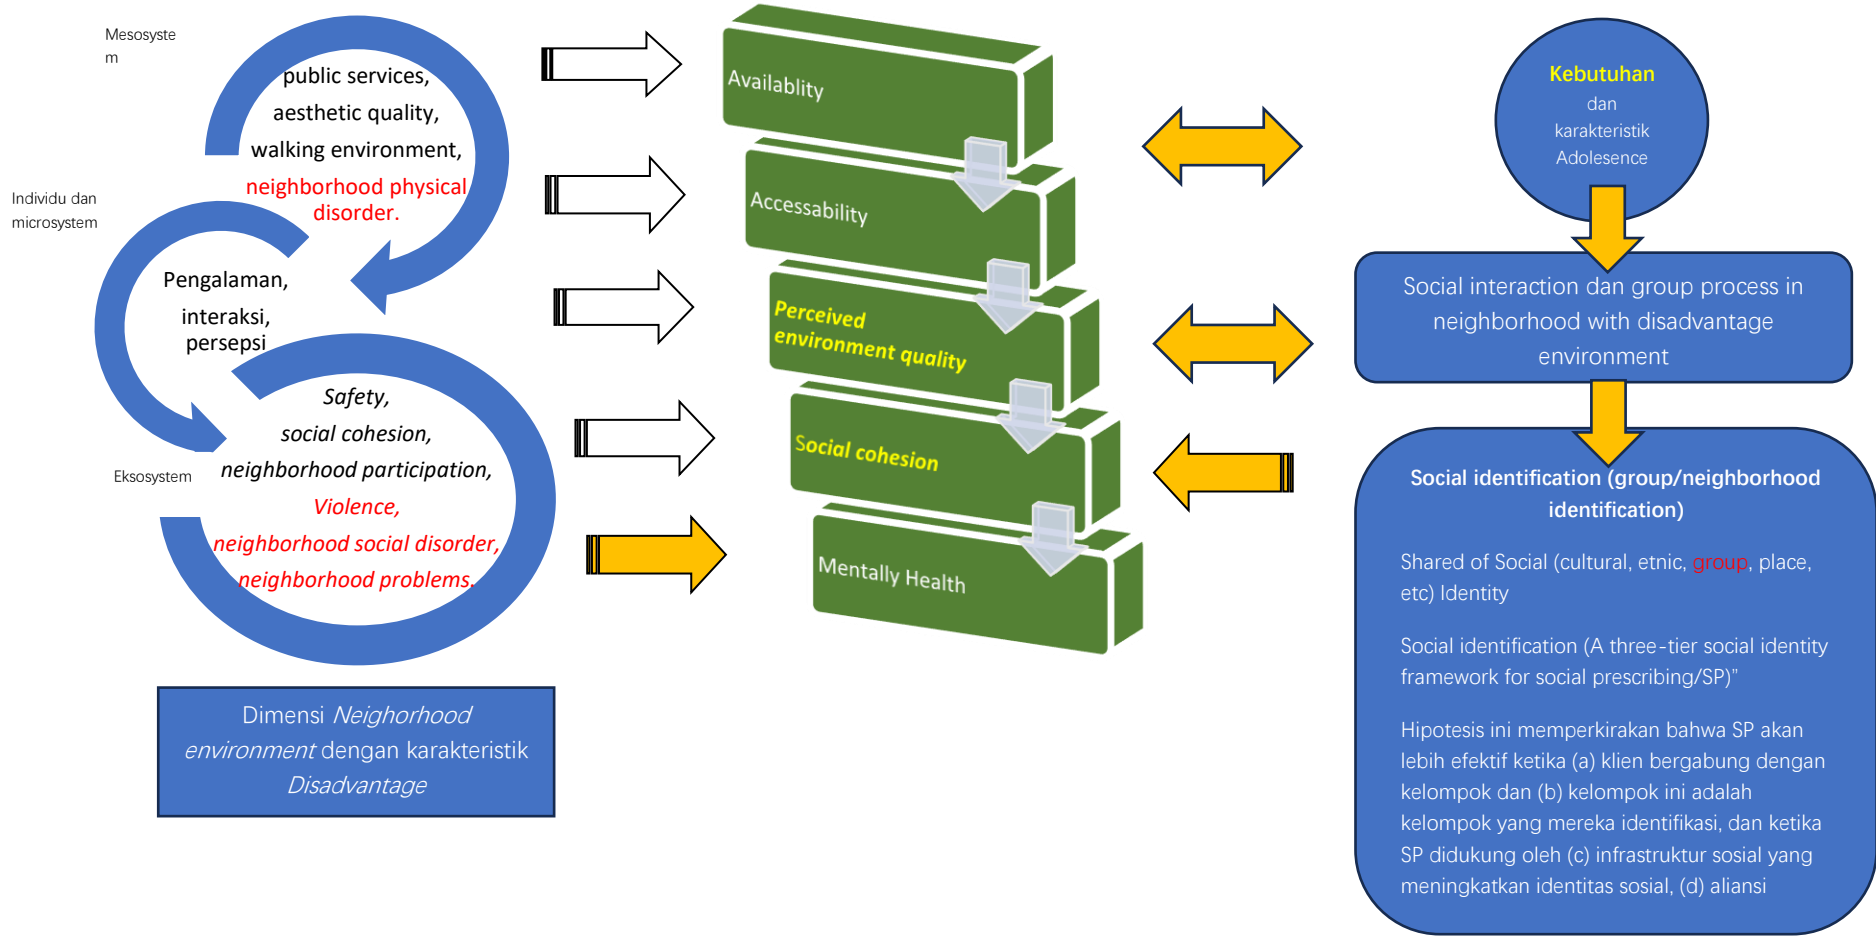 Mesosyste
m
public services,
aesthetic quality,
walking environment,
neighborhood physical
disorder.
Individu dan
microsystem
Pengalaman,
interaksi,
persepsi
Safety,
social cohesion,
neighborhood participation,
Violence,
neighborhood social disorder,
neighborhood problems.
Eksosystem
Dimensi Neighorhood
environment dengan karakteristik
Disadvantage
Availablity
Accessability
Perceived
environment quality
Social cohesion
Mentally Health
Kebutuhan
dan
karakteristik
Adolesence
Social interaction dan group process in
neighborhood with disadvantage
environment
Social identification (group/neighborhood
identification)
Shared of Social (cultural, etnic, group, place,
etc) Identity
Social identification (A three-tier social identity
framework for social prescribing/SP)”
Hipotesis ini memperkirakan bahwa SP akan
lebih efektif ketika (a) klien bergabung dengan
kelompok dan (b) kelompok ini adalah
kelompok yang mereka identifikasi, dan ketika
SP didukung oleh (c) infrastruktur sosial yang
meningkatkan identitas sosial, (d) aliansi